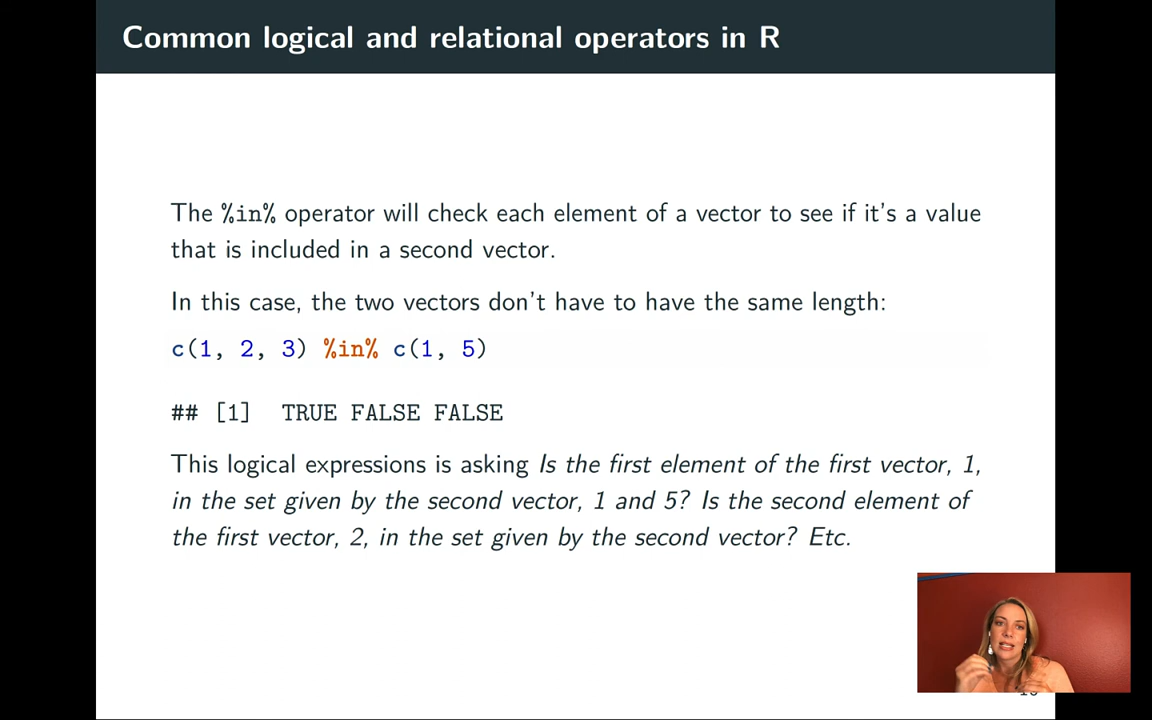 Common logical and relational operators in R
The %in% operator will check each element of a vector to see if it's a value
that is included in a second vector.
In this case, the two vectors don't have to have the same length:
c(1, 2, 3) %in% c(1, 5)
## [1]  TRUE FALSE FALSE
This logical expressions is asking Is the first element of the first vector, 1,
in the set given by the second vector, 1 and 5? Is the second element of
the first vector, 2, in the set given by the second vector? Etc.